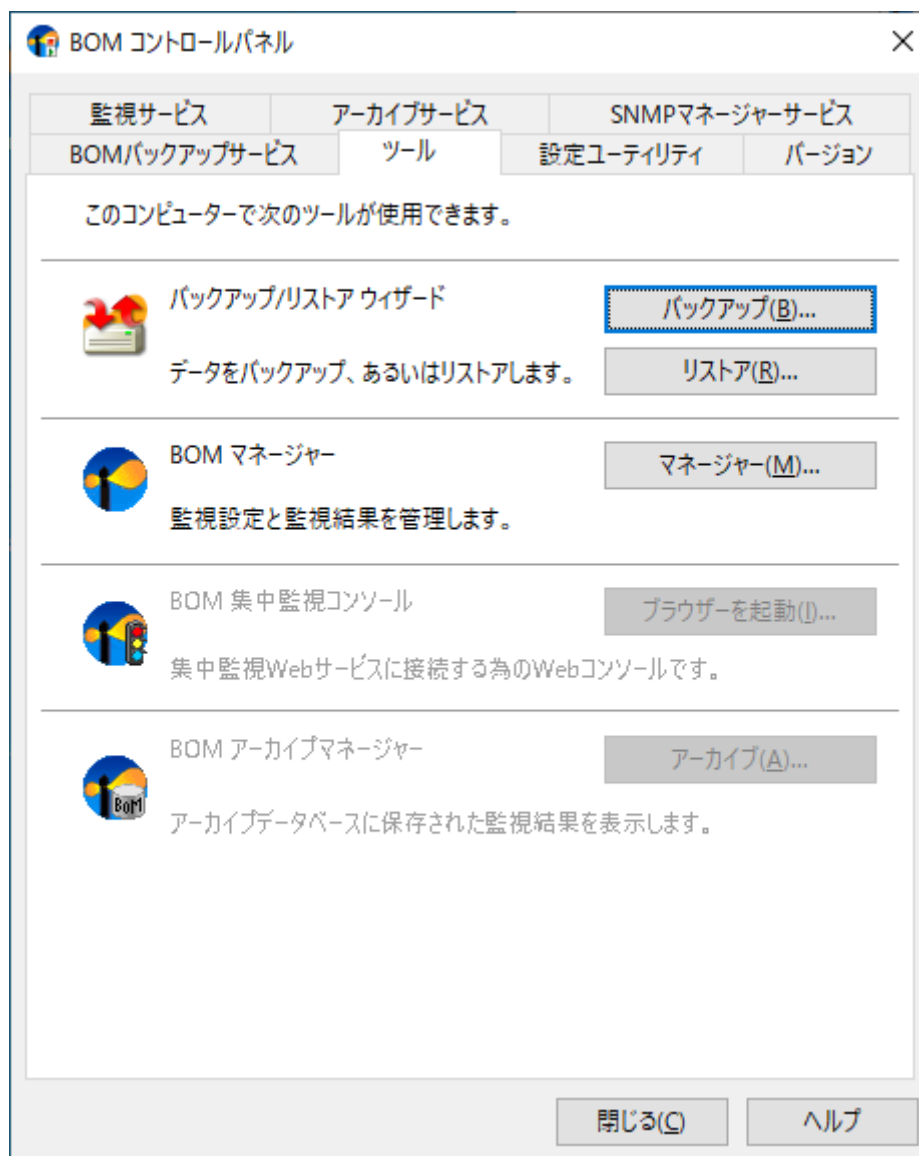 BOM コントロールパネル
監視サービス アーカイブサービス SNMPマネージャーサービス
BOMバックアップサービス ツール 設定ユーティリティ バージョン
このコンピューターで次のツールが使用できます。
バックアップ/リストア ウィザード
バックアップ(B)...
データをバックアップ、あるいはリストアします。
リストア(R)...
BOM マネージャー
マネージャー(M)...
監視設定と監視結果を管理します。
BOM 集中監視コンソール
ブラウザーを起動(I)...
集中監視Webサービスに接続する為のWebコンソールです。
BOM アーカイブマネージャー
アーカイブ(A)...
BOM
アーカイブデータベースに保存された監視結果を表示します。
閉じる(C) ヘルプ